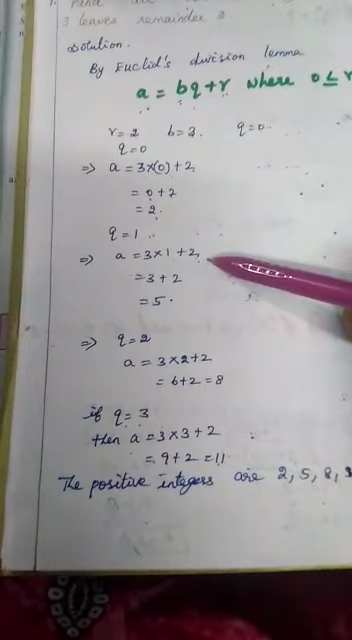 3 leaves remainder 2.
Solution.
By Euclid's division lemma
a = bq + r where 0 ≤ r
r = 2 b = 3. q = 0.
q = 0
⇒ a = 3×(0) + 2
= 0 + 2
= 2.
q = 1
⇒ a = 3×1 + 2
= 3 + 2
= 5.
⇒ q = 2
a = 3×2+2
= 6+2 = 8
if q = 3
then a = 3×3+2
= 9+2 = 11
The positive integers are 2, 5, 8,